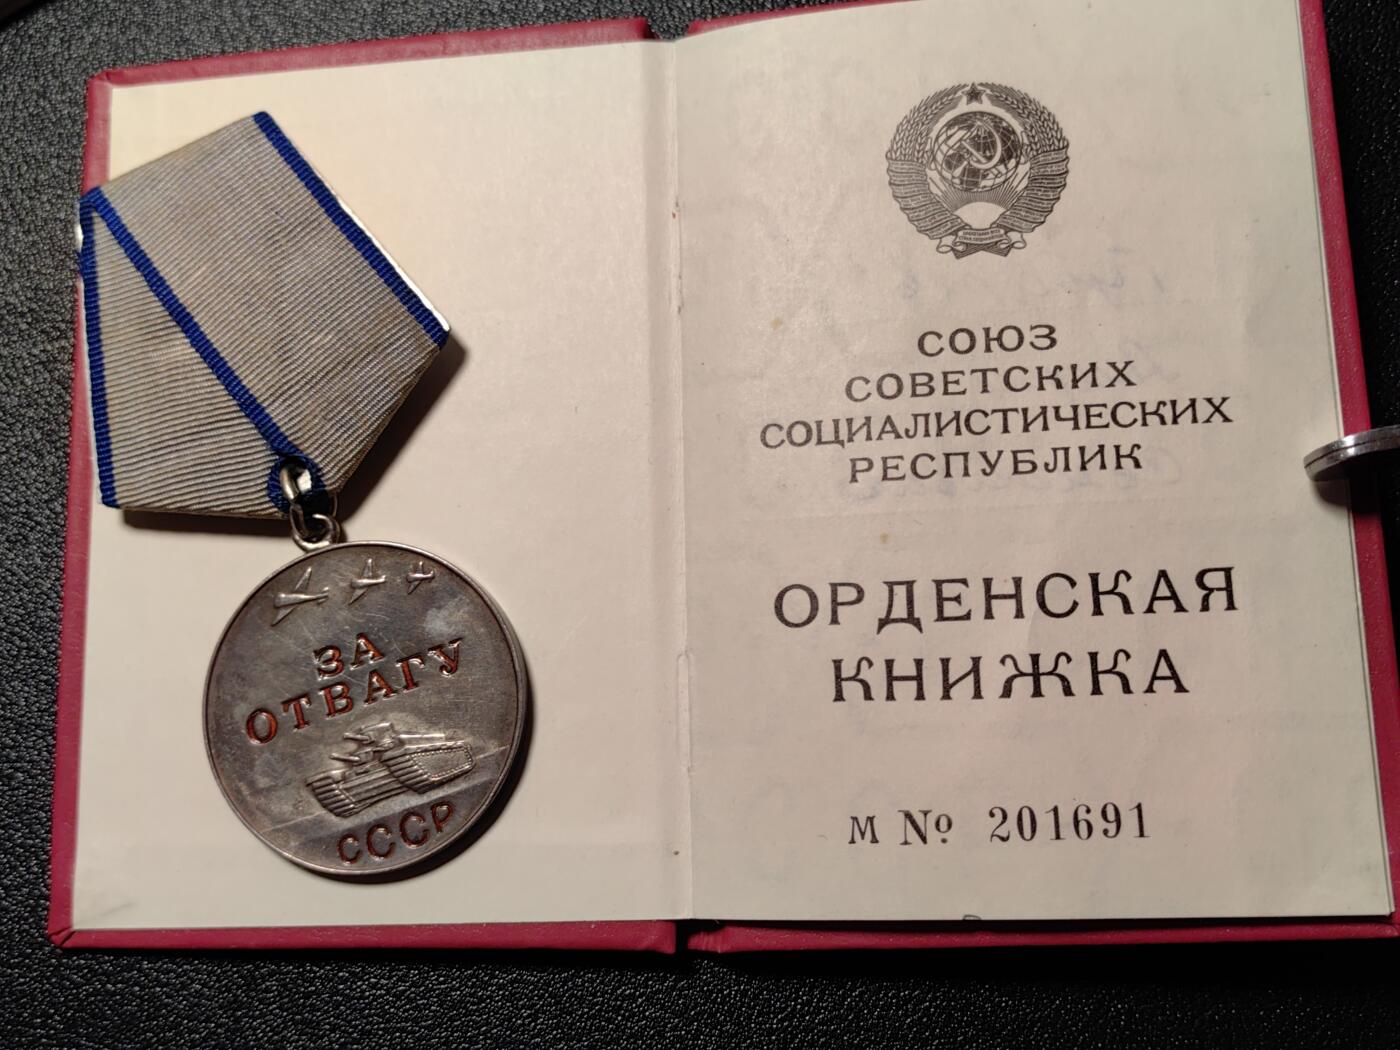 ЗА
ОТВАГУ
СССР
СОЮЗ
СОВЕТСКИХ
СОЦИАЛИСТИЧЕСКИХ
РЕСПУБЛИК
ОРДЕНСКАЯ
КНИЖКА
М № 201691